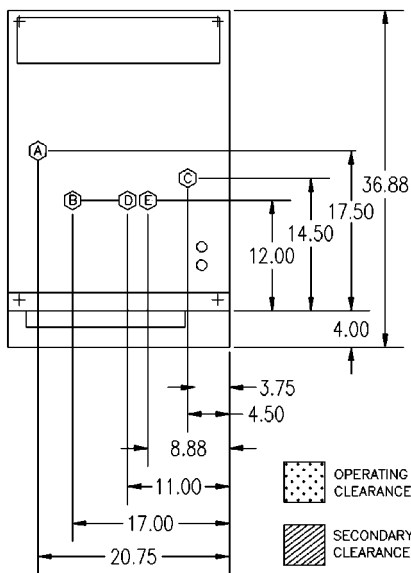 A
C
B
D
E
36.88
17.50
14.50
12.00
4.00
3.75
4.50
8.88
11.00
17.00
20.75
OPERATING
CLEARANCE
SECONDARY
CLEARANCE